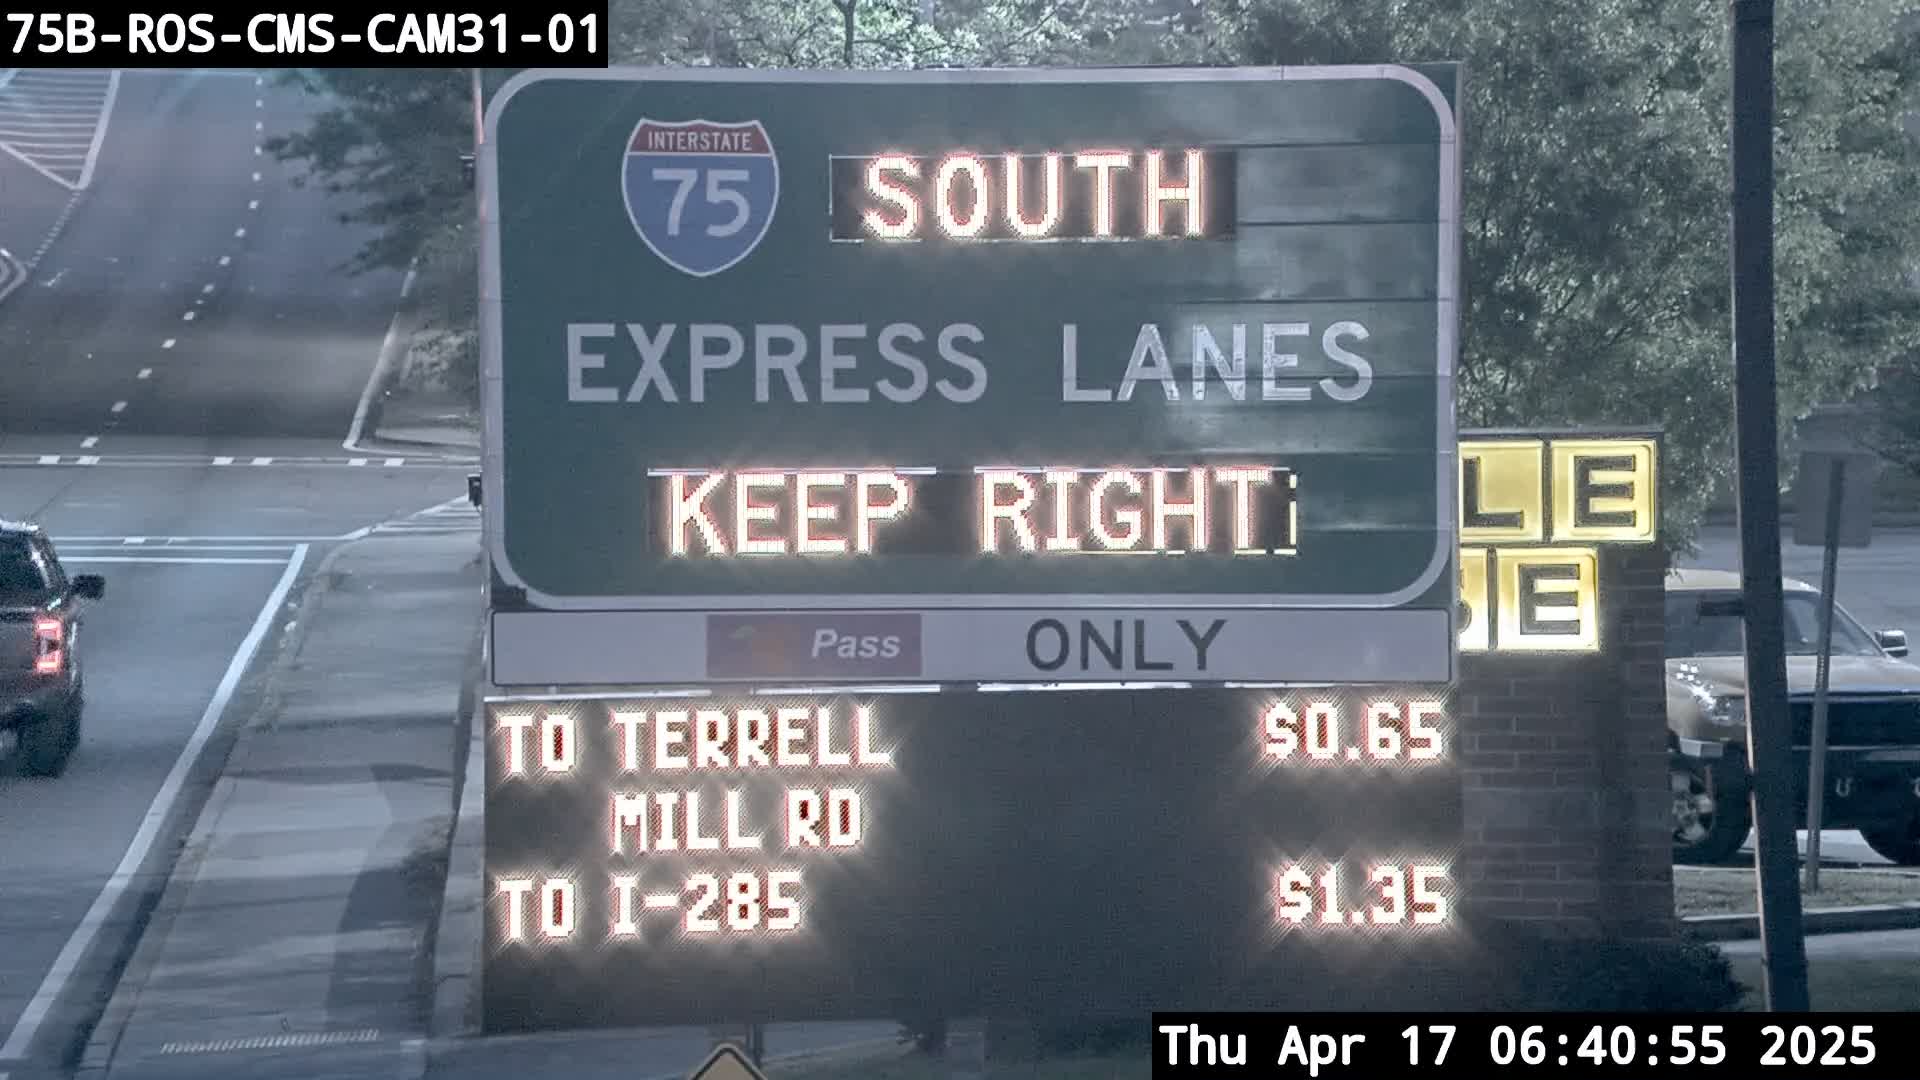 75B-ROS-CMS-CAM31-01
INTERSTATE
75
SOUTH
EXPRESS LANES
KEEP RIGHT
Pass ONLY
TO TERRELL $0.65
MILL RD
TO I-285 $1.35
LE
E
Thu Apr 17 06:40:55 2025